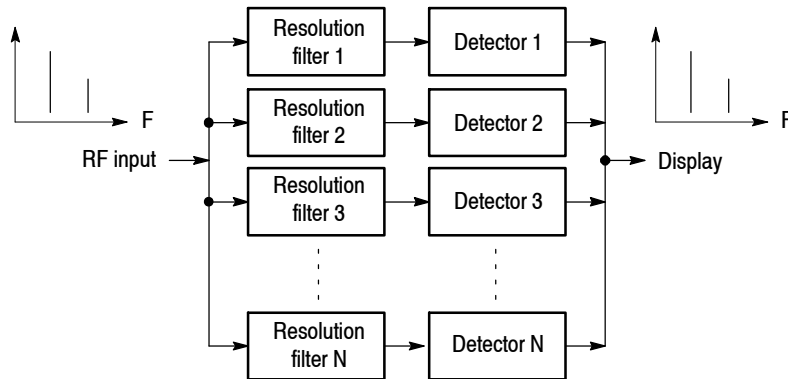 Resolution
filter 1
Detector 1
F
Resolution
filter 2
Detector 2
F
RF input
Display
Resolution
filter 3
Detector 3
Resolution
filter N
Detector N